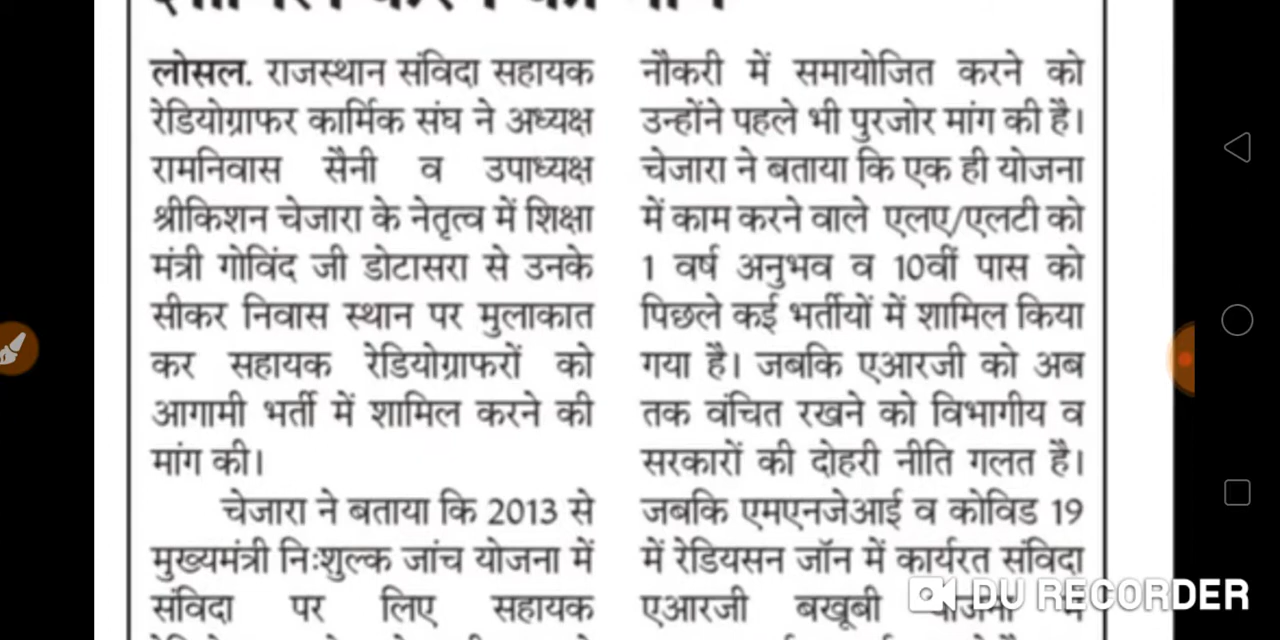 लोसल. राजस्थान संविदा सहायक
रेडियोग्राफर कार्मिक संघ ने अध्यक्ष
रामनिवास सैनी व उपाध्यक्ष
श्रीकिशन चेजारा के नेतृत्व में शिक्षा
मंत्री गोविंद जी डोटासरा से उनके
सीकर निवास स्थान पर मुलाकात
कर सहायक रेडियोग्राफरों को
आगामी भर्ती में शामिल करने की
मांग की।
चेजारा ने बताया कि 2013 से
मुख्यमंत्री निःशुल्क जांच योजना में
संविदा पर लिए सहायक
नौकरी में समायोजित करने को
उन्होंने पहले भी पुरजोर मांग की है।
चेजारा ने बताया कि एक ही योजना
में काम करने वाले एलए/एलटी को
1 वर्ष अनुभव व 10वीं पास को
पिछले कई भर्तीयों में शामिल किया
गया है। जबकि एआरजी को अब
तक वंचित रखने को विभागीय व
सरकारों की दोहरी नीति गलत है।
जबकि एमएनजेआई व कोविड 19
में रेडियसन जॉन में कार्यरत संविदा
एआरजी बखूबी
DU RECORDER